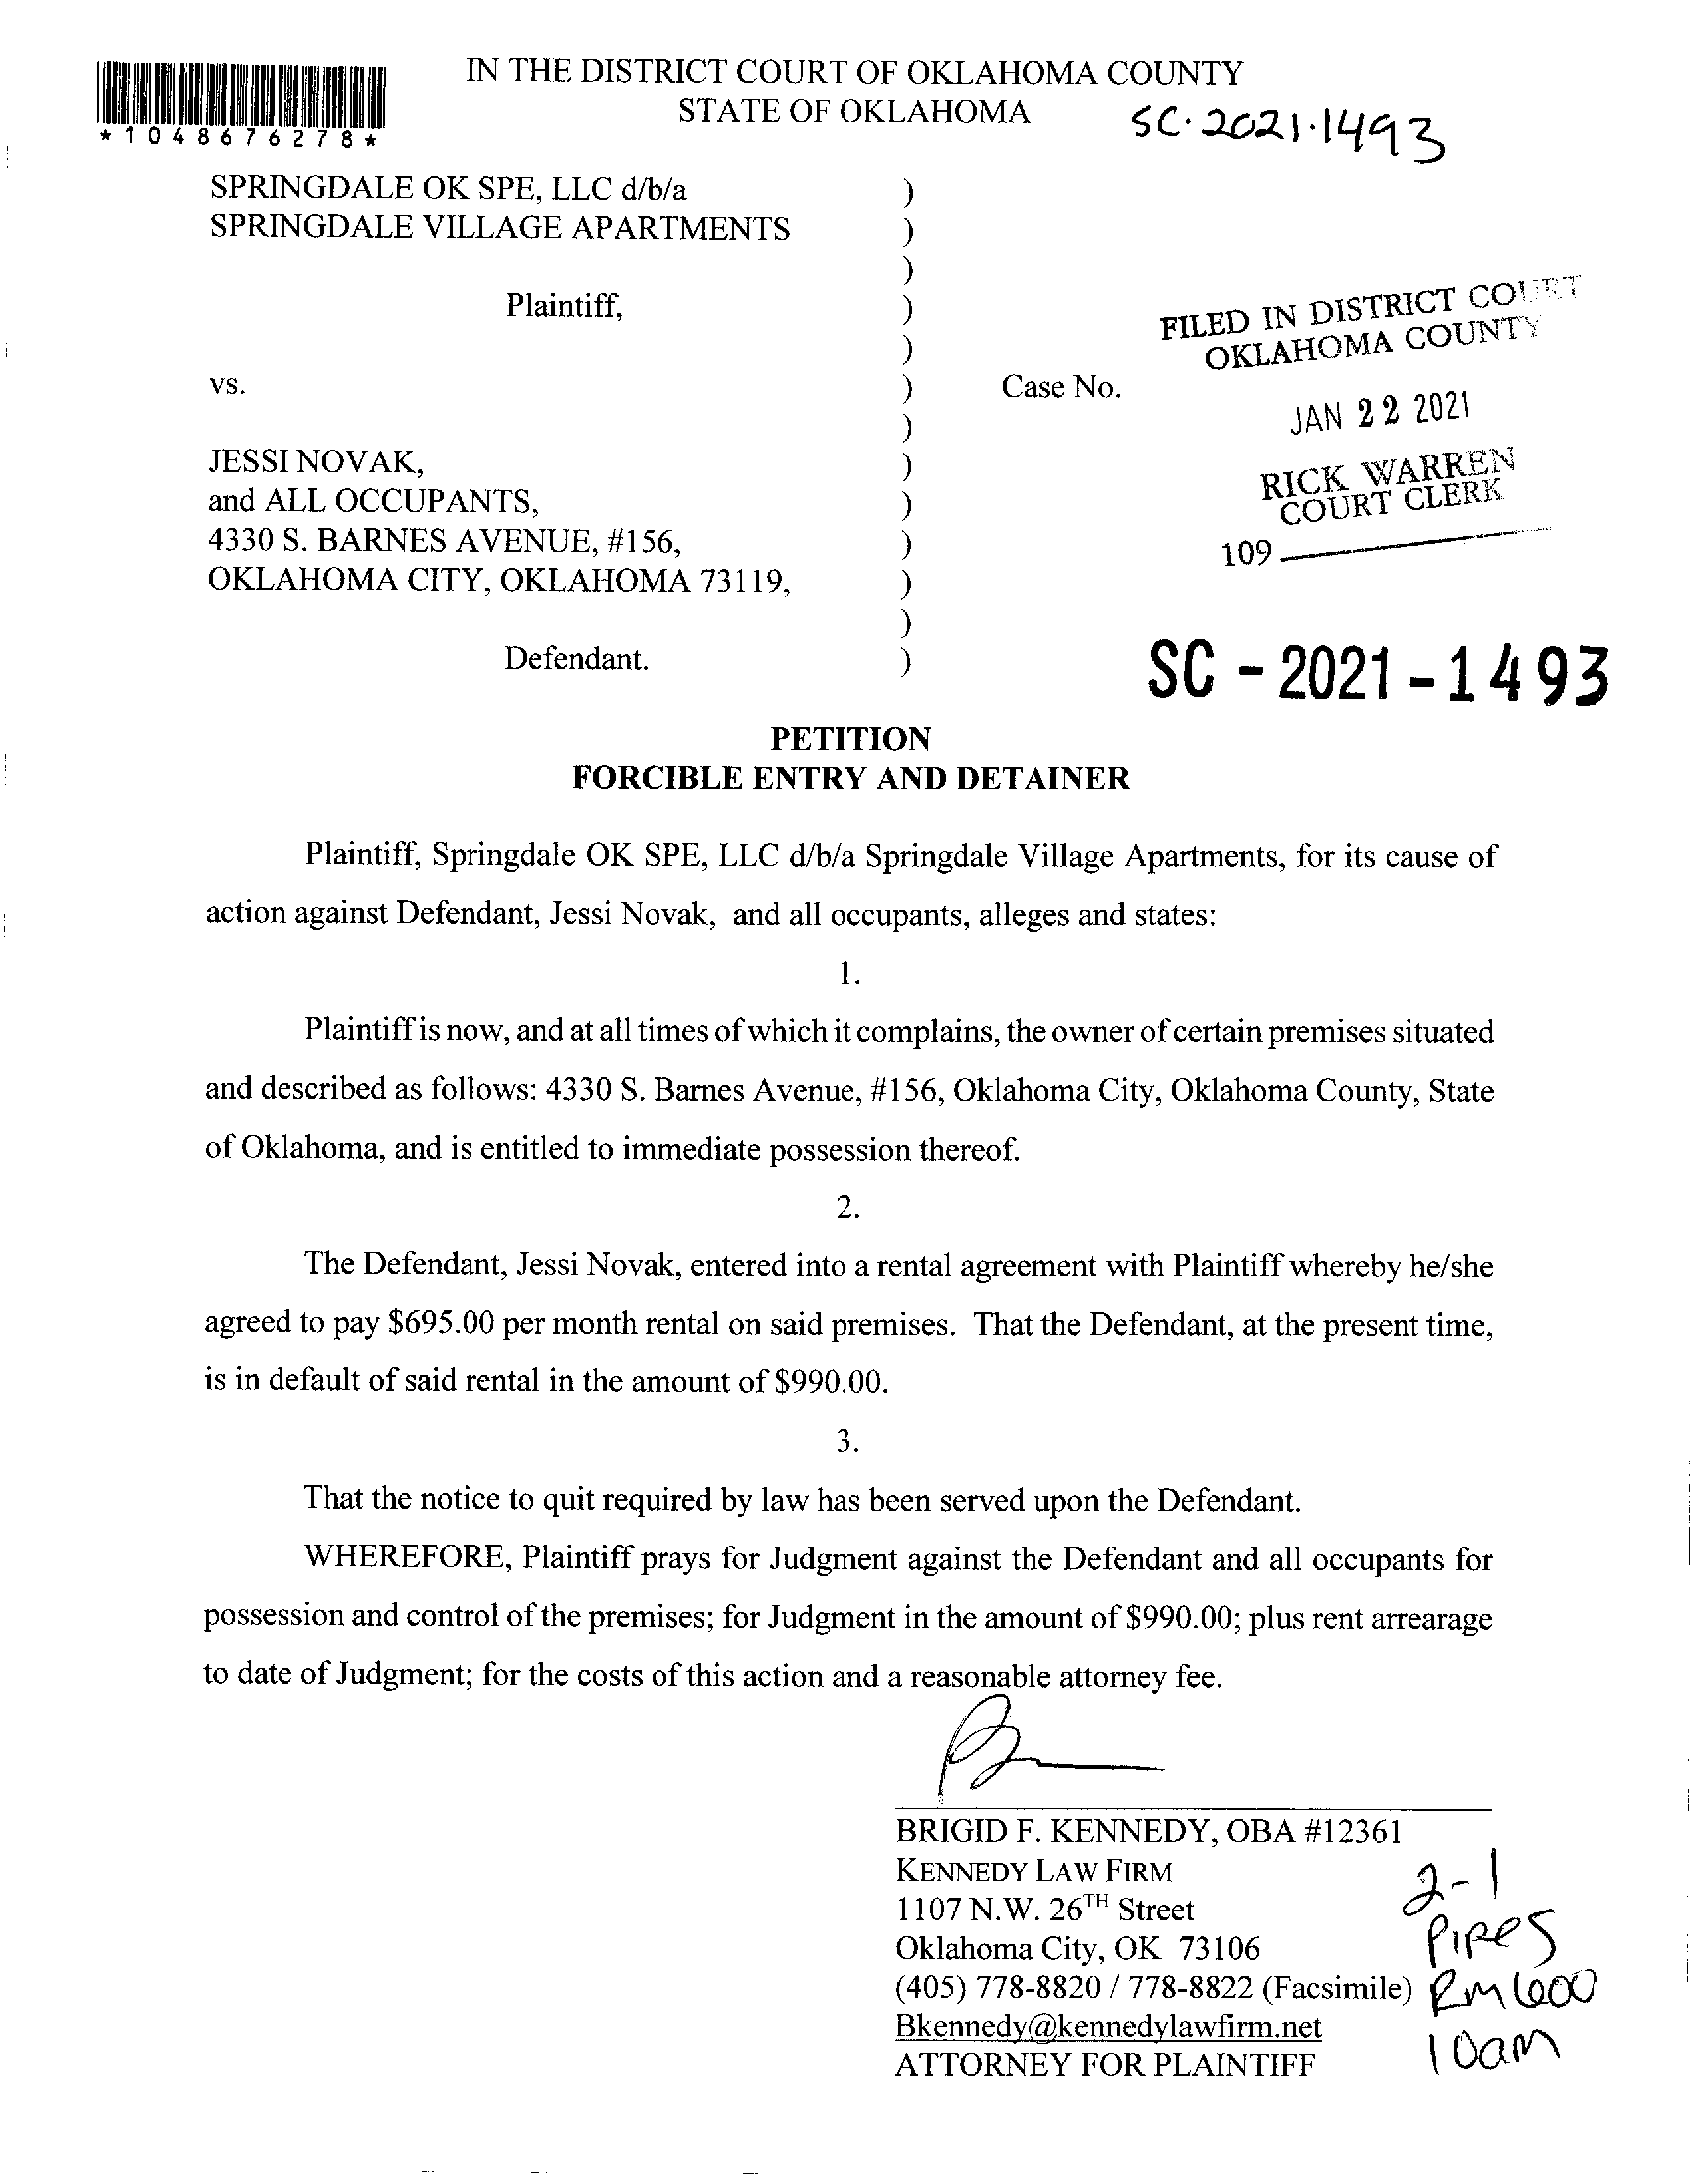 IN THE DISTRICT COURT OF OKLAHOMA COUNTY
STATE OF OKLAHOMA
SC·2021·1493
*1048676278*
SPRINGDALE OK SPE, LLC d/b/a )
SPRINGDALE VILLAGE APARTMENTS )
)
Plaintiff, )
)
vs. ) Case No.
)
JESSI NOVAK, )
and ALL OCCUPANTS, )
4330 S. BARNES AVENUE, #156, )
OKLAHOMA CITY, OKLAHOMA 73119, )
)
Defendant. )
FILED IN DISTRICT COURT
OKLAHOMA COUNTY
JAN 22 2021
RICK WARREN
COURT CLERK
109
SC - 2021 - 1493
PETITION
FORCIBLE ENTRY AND DETAINER
Plaintiff, Springdale OK SPE, LLC d/b/a Springdale Village Apartments, for its cause of
action against Defendant, Jessi Novak, and all occupants, alleges and states:
1.
Plaintiff is now, and at all times of which it complains, the owner of certain premises situated
and described as follows: 4330 S. Barnes Avenue, #156, Oklahoma City, Oklahoma County, State
of Oklahoma, and is entitled to immediate possession thereof.
2.
The Defendant, Jessi Novak, entered into a rental agreement with Plaintiff whereby he/she
agreed to pay $695.00 per month rental on said premises. That the Defendant, at the present time,
is in default of said rental in the amount of $990.00.
3.
That the notice to quit required by law has been served upon the Defendant.
WHEREFORE, Plaintiff prays for Judgment against the Defendant and all occupants for
possession and control of the premises; for Judgment in the amount of $990.00; plus rent arrearage
to date of Judgment; for the costs of this action and a reasonable attorney fee.
BRIGID F. KENNEDY, OBA #12361
KENNEDY LAW FIRM
1107 N.W. 26TH Street
Oklahoma City, OK 73106
(405) 778-8820 / 778-8822 (Facsimile)
Bkennedy@kennedylawfirm.net
ATTORNEY FOR PLAINTIFF
2-1
PIPES
RM 600
10am